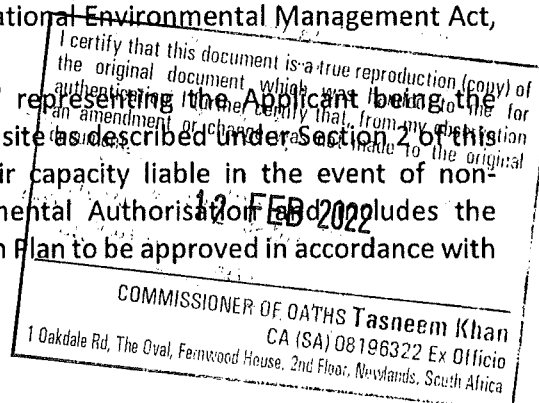 ational Environmental Management Act,
I certify that this document is a true reproduction (copy) of
the original document which was handed to me for
authentication. I further certify that, from my observation
an amendment or change was not made to the original
document.
representing the Applicant being the
site as described under Section 2 of this
ir capacity liable in the event of non-
mental Authorisation and includes the
n Plan to be approved in accordance with
12 FEB 2022
COMMISSIONER OF OATHS Tasneem Khan
CA (SA) 08196322 Ex Officio
1 Oakdale Rd, The Oval, Fernwood House, 2nd Floor, Newlands, South Africa